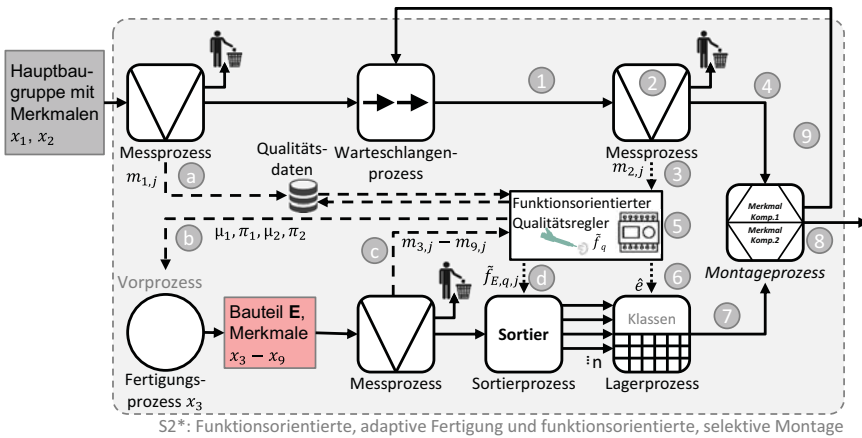 Hauptbau-
gruppe mit
Merkmalen
x₁, x₂
Messprozess
m₁,ⱼ
a
Qualitäts-
daten
Warteschlangen-
prozess
1
2
Messprozess
m₂,ⱼ
3
4
9
Funktionsorientierter
Qualitätsregler
f̃_q
5
Merkmal
Komp.1
Merkmal
Komp.2
8
Montageprozess
b
μ₁, π₁, μ₂, π₂
c
m₃,ⱼ − m₉,ⱼ
Vorprozess
Fertigungs-
prozess x₃
Bauteil E,
Merkmale
x₃ − x₉
Messprozess
f̃_E,q,j
d
Sortier
Sortierprozess
⋮n
ê
6
Klassen
Lagerprozess
7
S2*: Funktionsorientierte, adaptive Fertigung und funktionsorientierte, selektive Montage